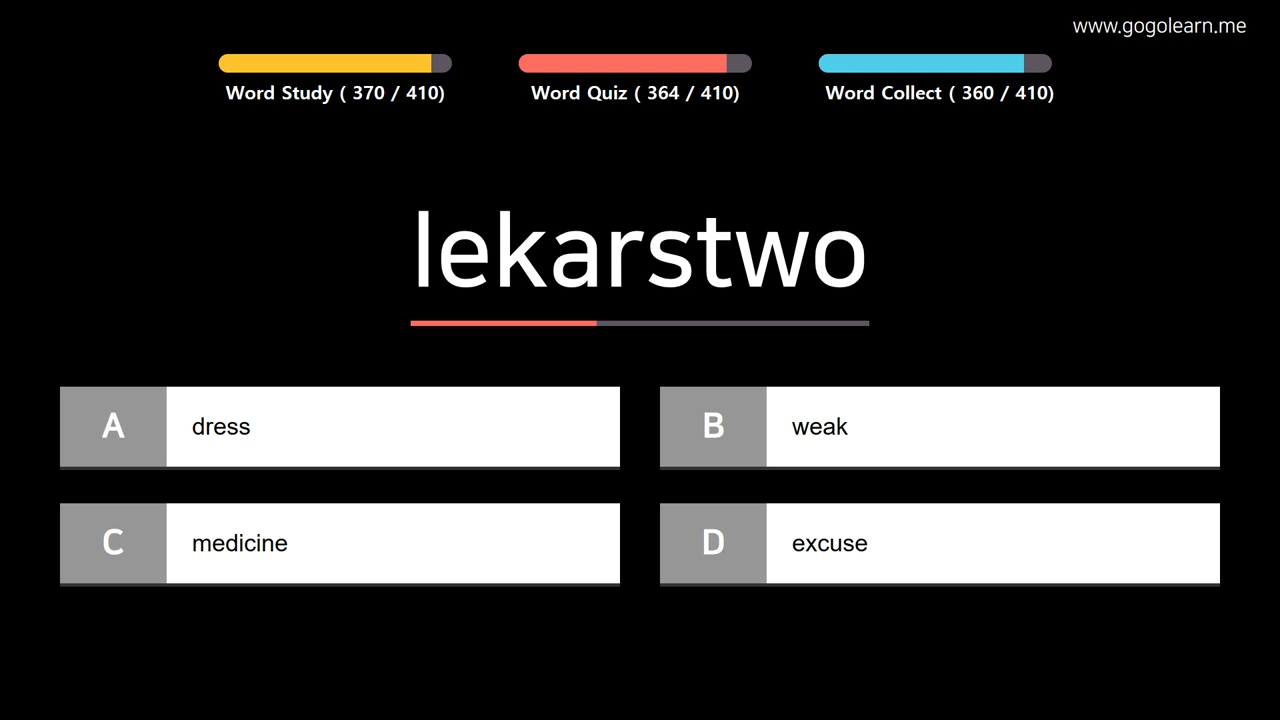 www.gogolearn.me
Word Study ( 370 / 410)
Word Quiz ( 364 / 410)
Word Collect ( 360 / 410)
lekarstwo
A dress
B weak
C medicine
D excuse